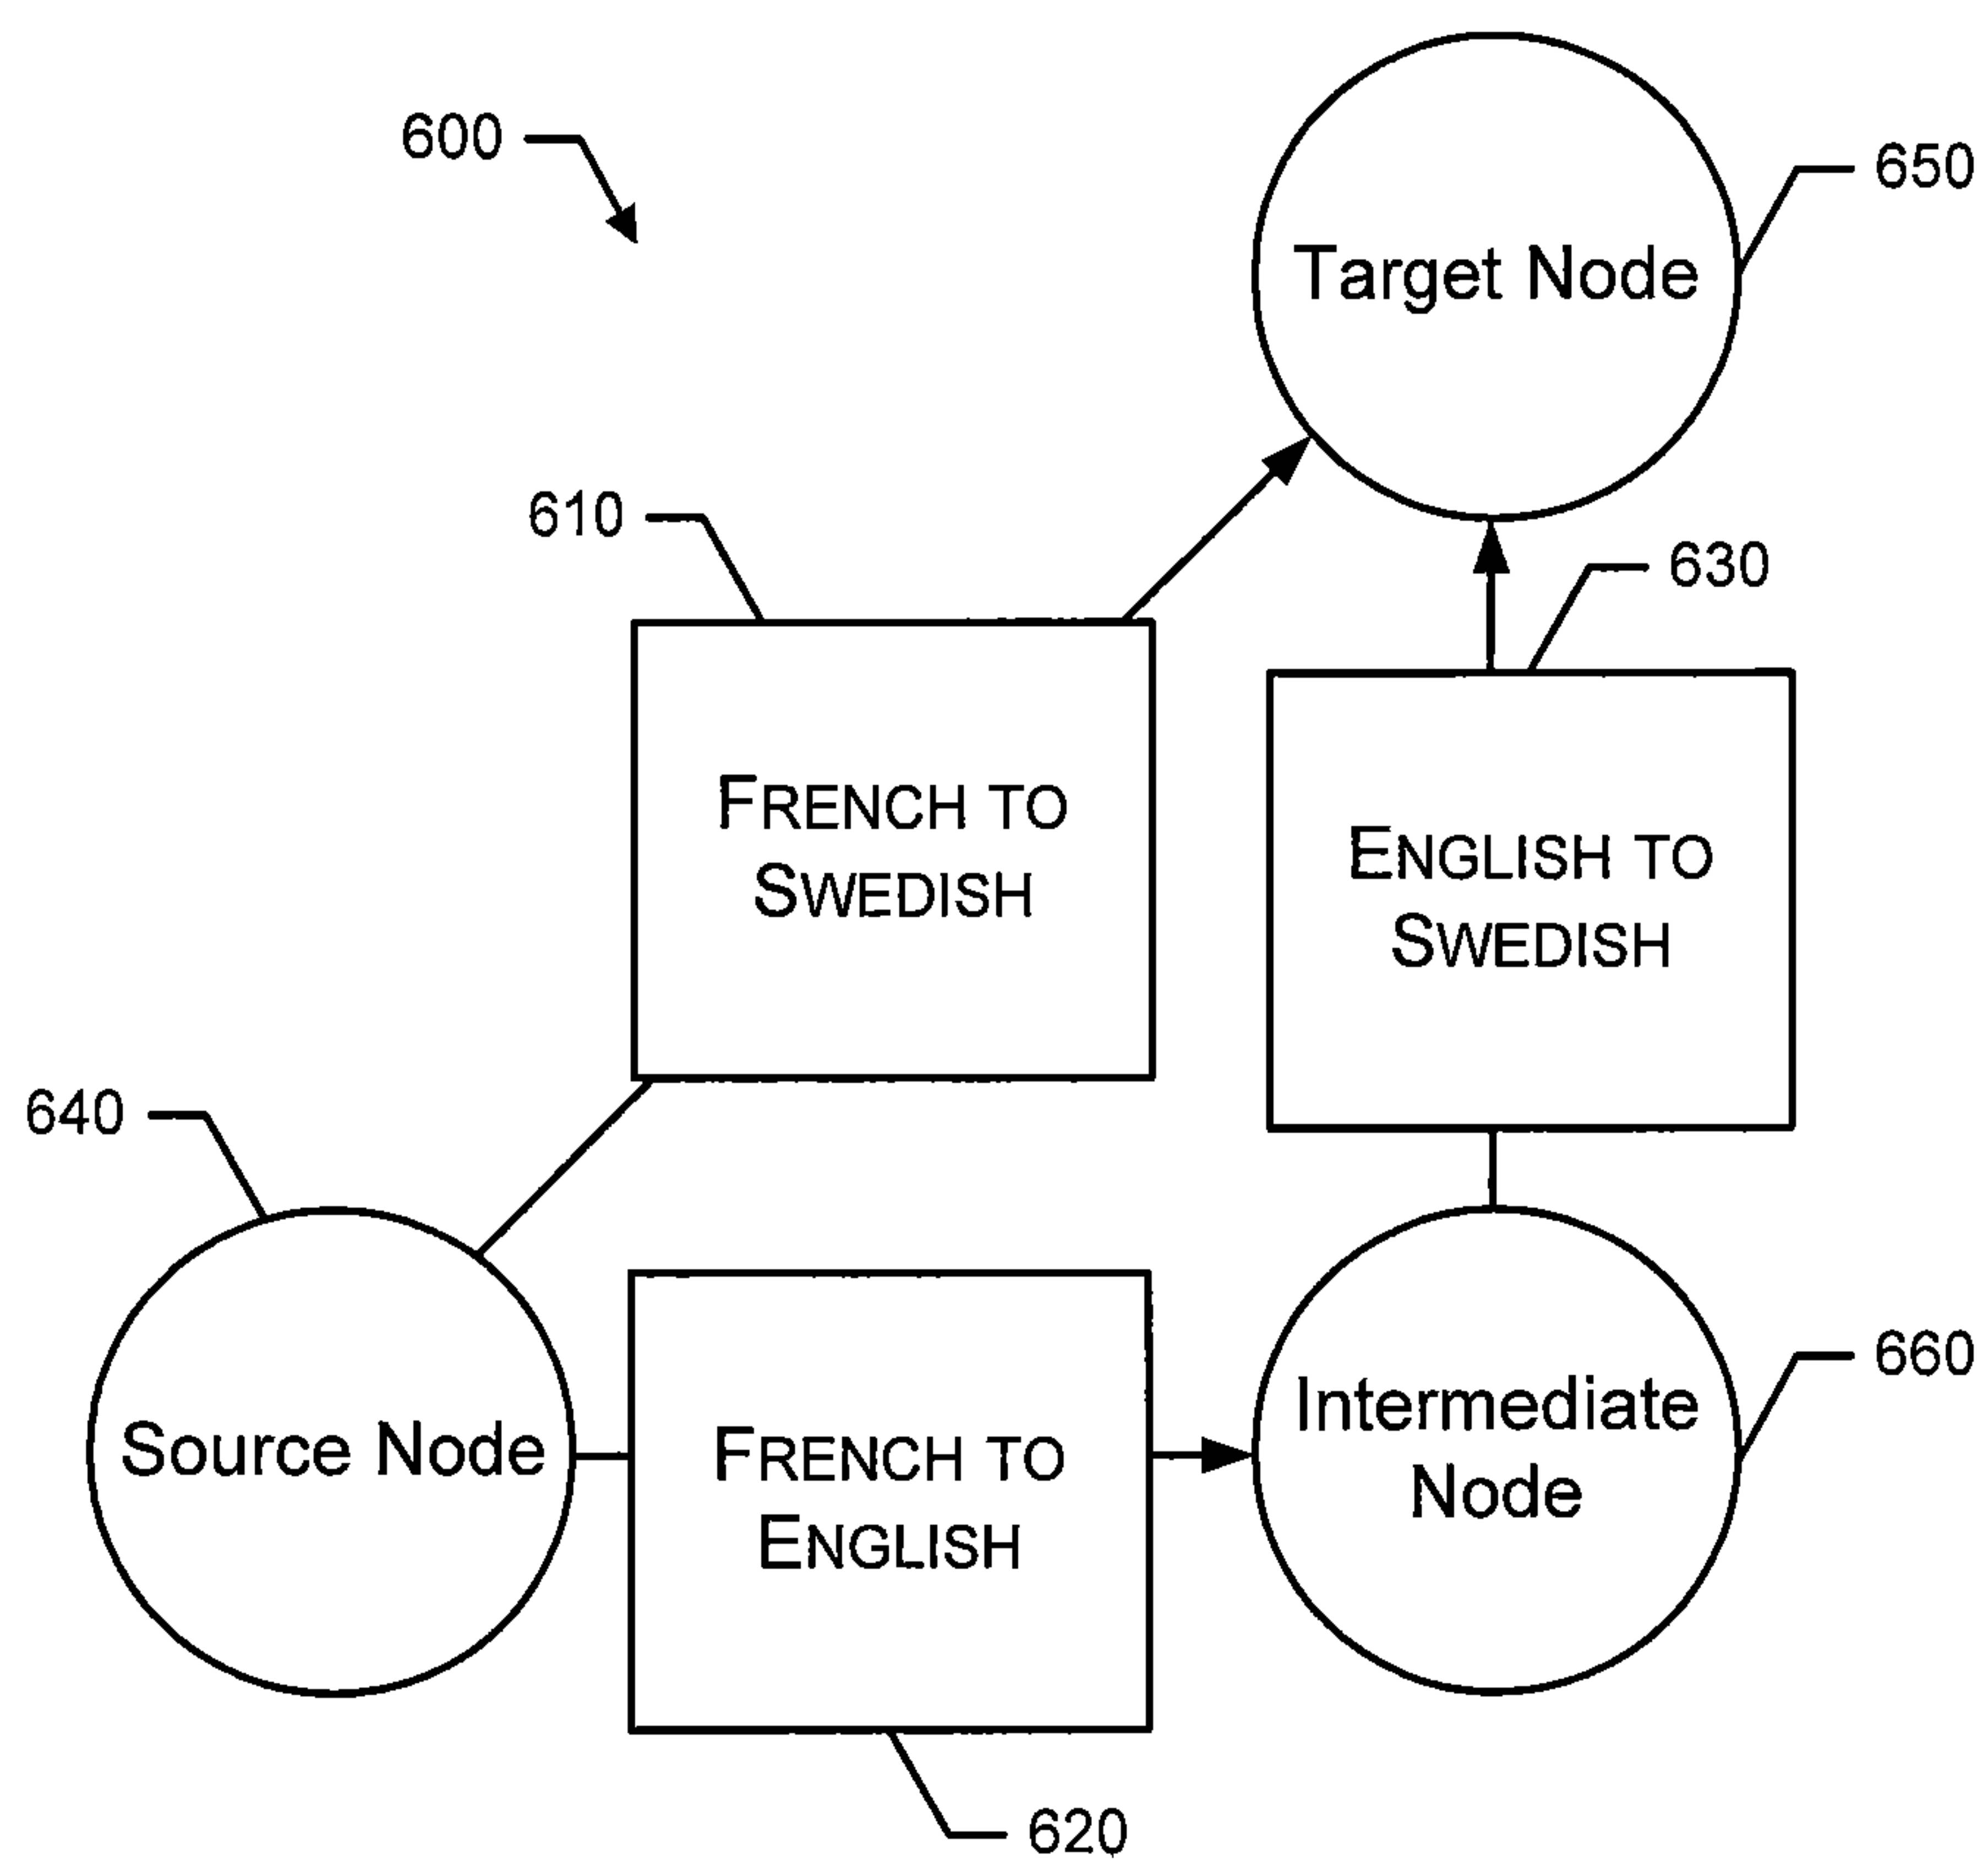 600
650
Target Node
610
630
FRENCH TO
SWEDISH
ENGLISH TO
SWEDISH
640
660
Source Node
FRENCH TO
ENGLISH
Intermediate
Node
620